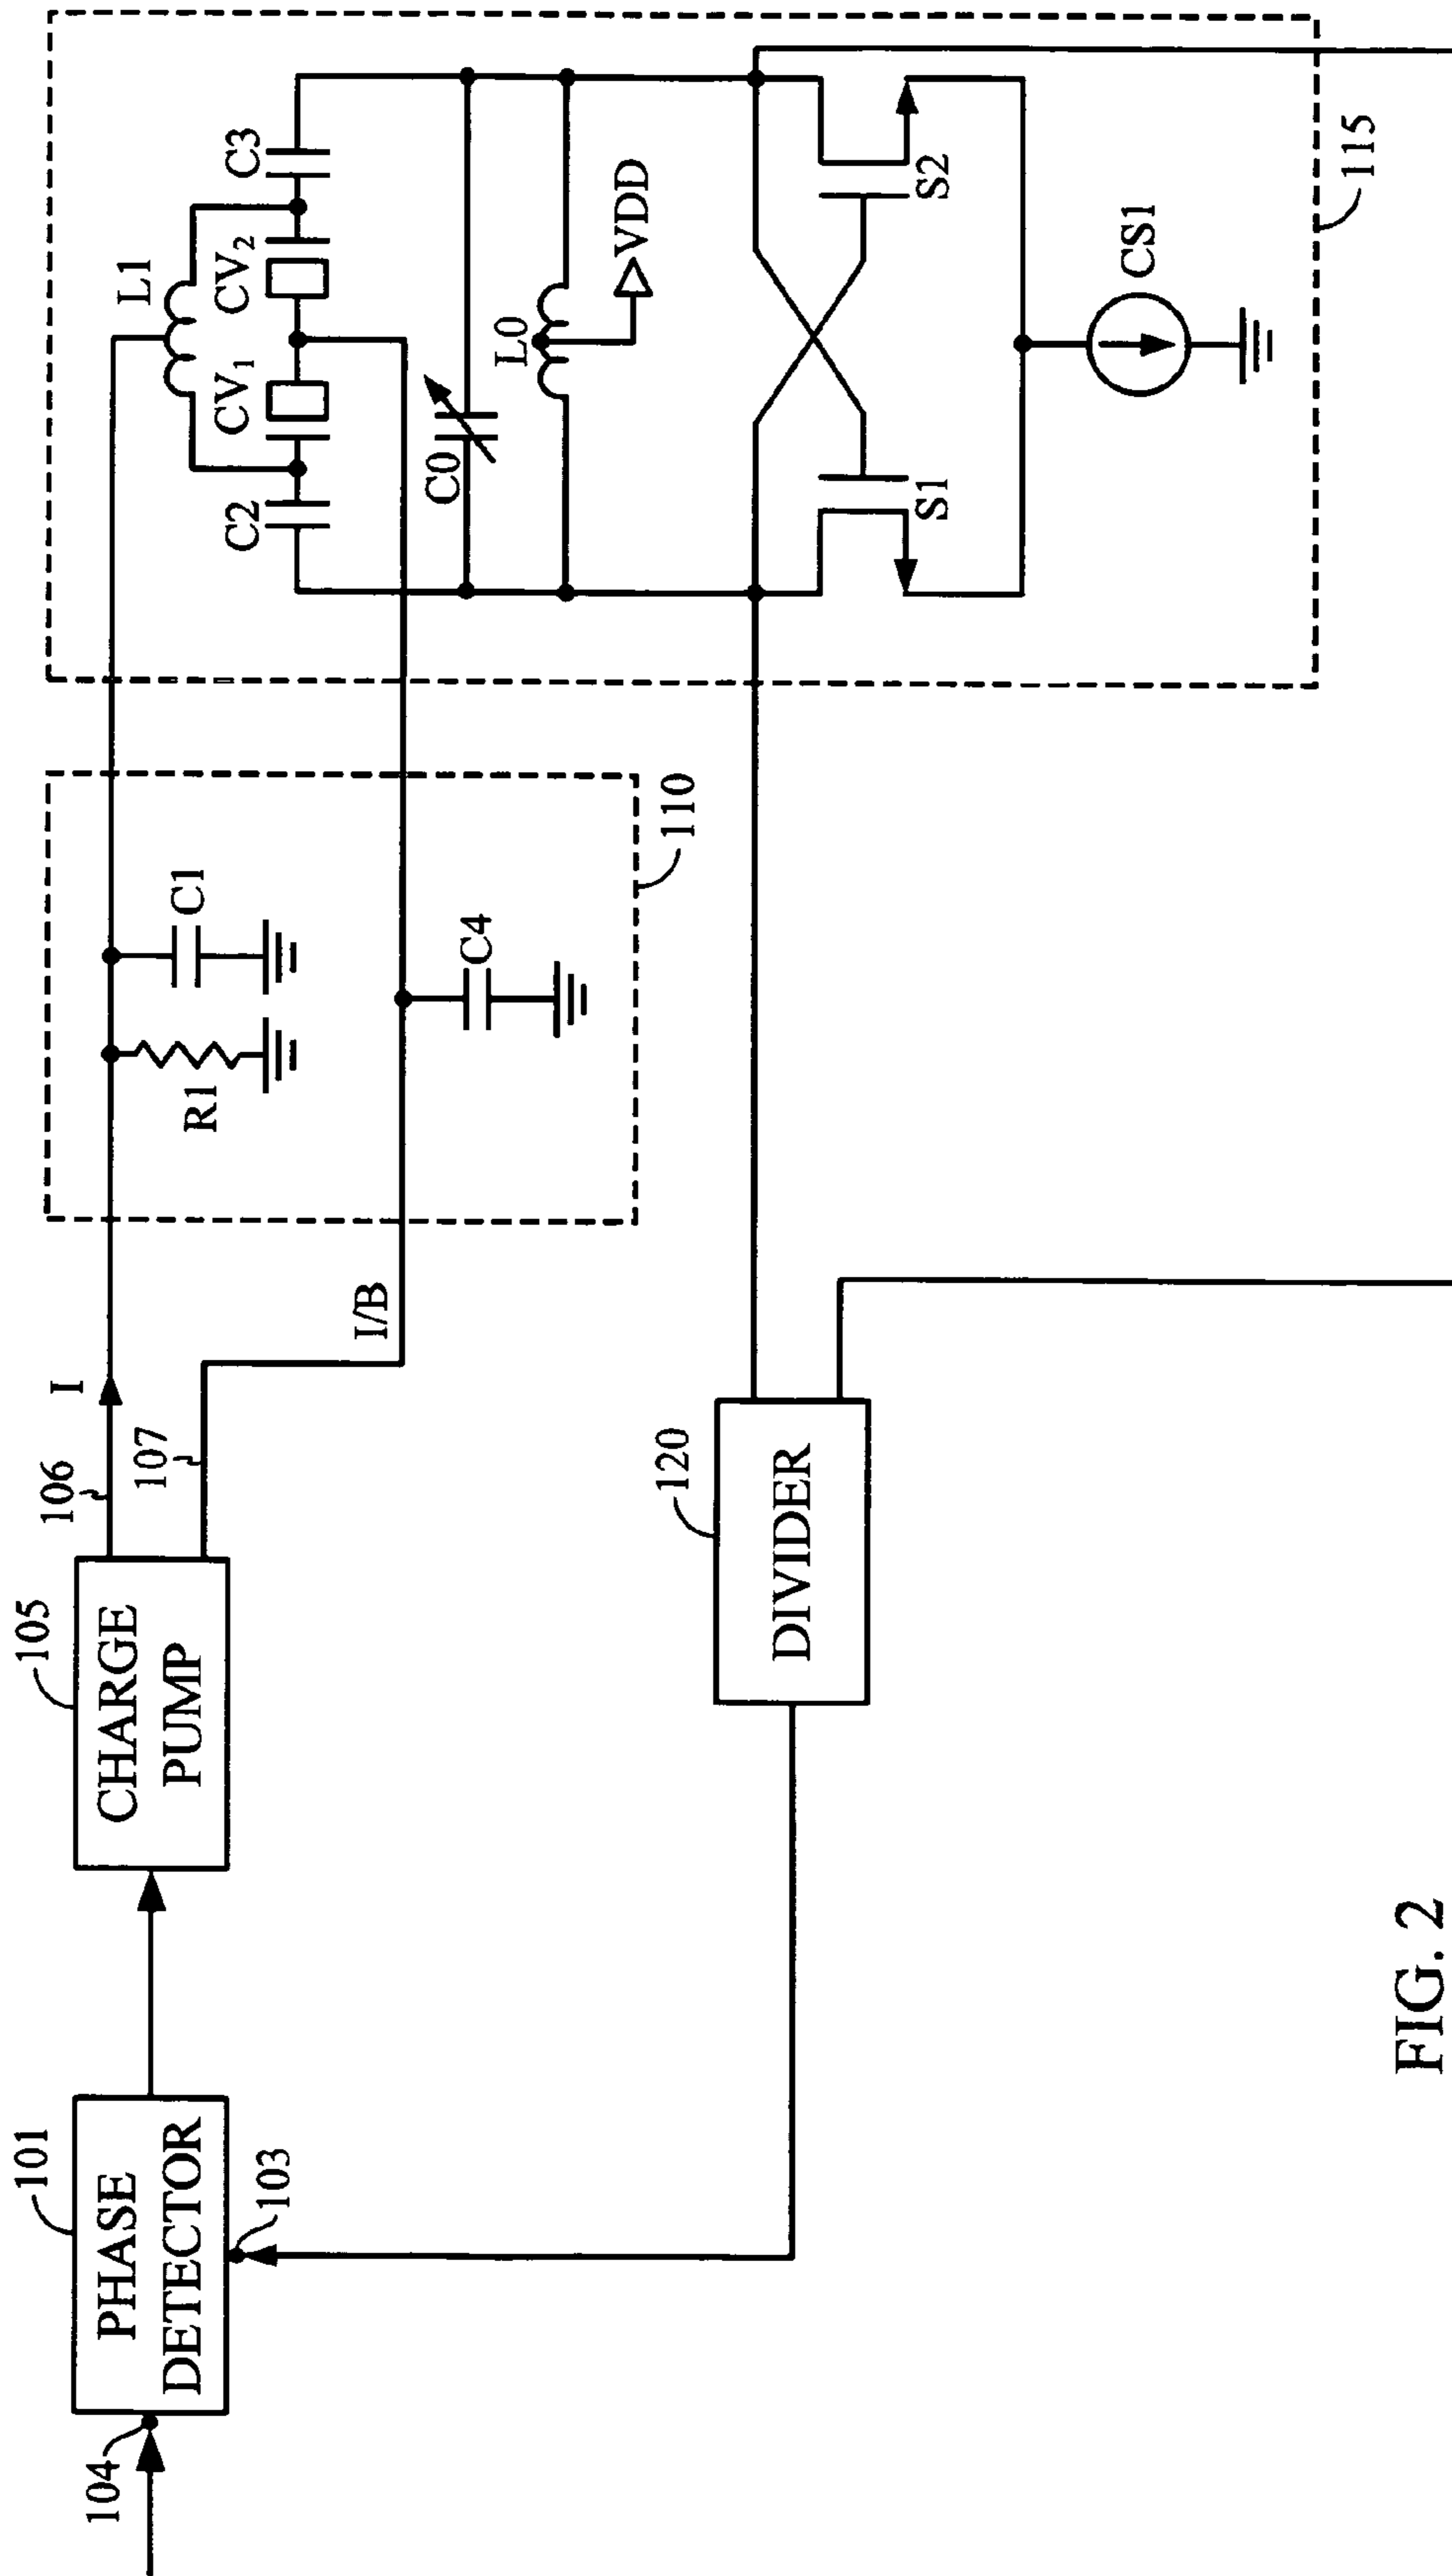 101
PHASE
DETECTOR
104
103
105
CHARGE
PUMP
106
I
107
I/B
R1
C1
C4
110
L1
C2
CV1
CV2
C3
C0
L0
VDD
S1
S2
CS1
115
120
DIVIDER
FIG. 2